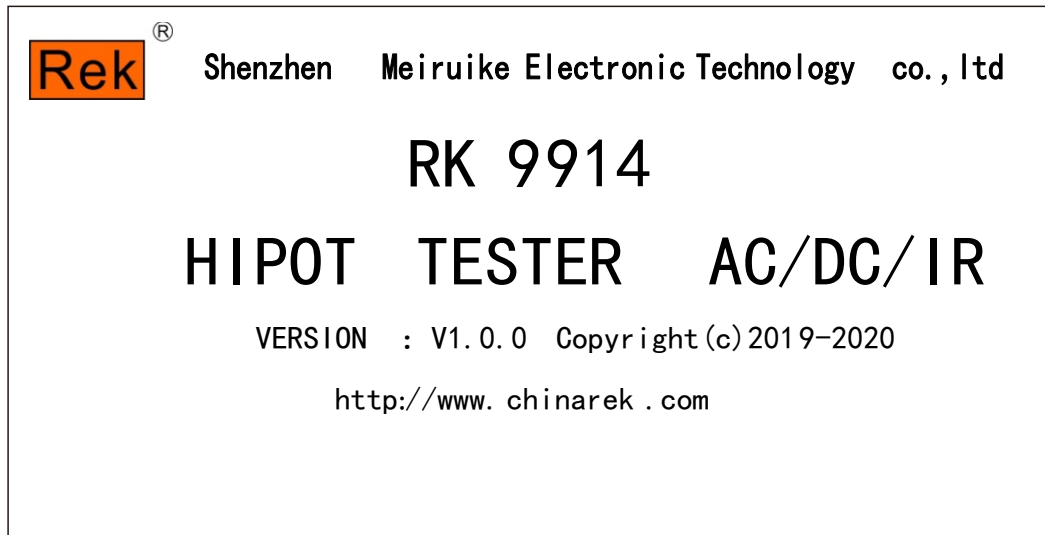 Rek ®
Shenzhen Meiruike Electronic Technology co.,ltd
RK 9914
HIPOT TESTER AC/DC/IR
VERSION : V1.0.0 Copyright(c)2019-2020
http://www. chinarek .com